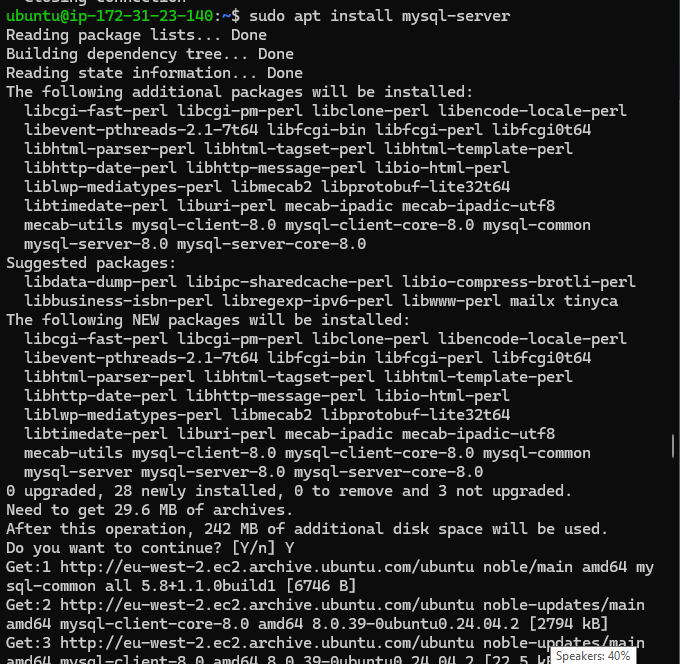 Closing connection
ubuntu@ip-172-31-23-140:~$ sudo apt install mysql-server
Reading package lists... Done
Building dependency tree... Done
Reading state information... Done
The following additional packages will be installed:
  libcgi-fast-perl libcgi-pm-perl libclone-perl libencode-locale-perl
  libevent-pthreads-2.1-7t64 libfcgi-bin libfcgi-perl libfcgi0t64
  libhtml-parser-perl libhtml-tagset-perl libhtml-template-perl
  libhttp-date-perl libhttp-message-perl libio-html-perl
  liblwp-mediatypes-perl libmecab2 libprotobuf-lite32t64
  libtimedate-perl liburi-perl mecab-ipadic mecab-ipadic-utf8
  mecab-utils mysql-client-8.0 mysql-client-core-8.0 mysql-common
  mysql-server-8.0 mysql-server-core-8.0
Suggested packages:
  libdata-dump-perl libipc-sharedcache-perl libio-compress-brotli-perl
  libbusiness-isbn-perl libregexp-ipv6-perl libwww-perl mailx tinyca
The following NEW packages will be installed:
  libcgi-fast-perl libcgi-pm-perl libclone-perl libencode-locale-perl
  libevent-pthreads-2.1-7t64 libfcgi-bin libfcgi-perl libfcgi0t64
  libhtml-parser-perl libhtml-tagset-perl libhtml-template-perl
  libhttp-date-perl libhttp-message-perl libio-html-perl
  liblwp-mediatypes-perl libmecab2 libprotobuf-lite32t64
  libtimedate-perl liburi-perl mecab-ipadic mecab-ipadic-utf8
  mecab-utils mysql-client-8.0 mysql-client-core-8.0 mysql-common
  mysql-server mysql-server-8.0 mysql-server-core-8.0
0 upgraded, 28 newly installed, 0 to remove and 3 not upgraded.
Need to get 29.6 MB of archives.
After this operation, 242 MB of additional disk space will be used.
Do you want to continue? [Y/n] Y
Get:1 http://eu-west-2.ec2.archive.ubuntu.com/ubuntu noble/main amd64 my
sql-common all 5.8+1.1.0build1 [6746 B]
Get:2 http://eu-west-2.ec2.archive.ubuntu.com/ubuntu noble-updates/main
amd64 mysql-client-core-8.0 amd64 8.0.39-0ubuntu0.24.04.2 [2794 kB]
Get:3 http://eu-west-2.ec2.archive.ubuntu.com/ubuntu noble-updates/main
amd64 mysql-client-8.0 amd64 8.0.39-0ubuntu0.24.04.2 [22.5 k
Speakers: 40%